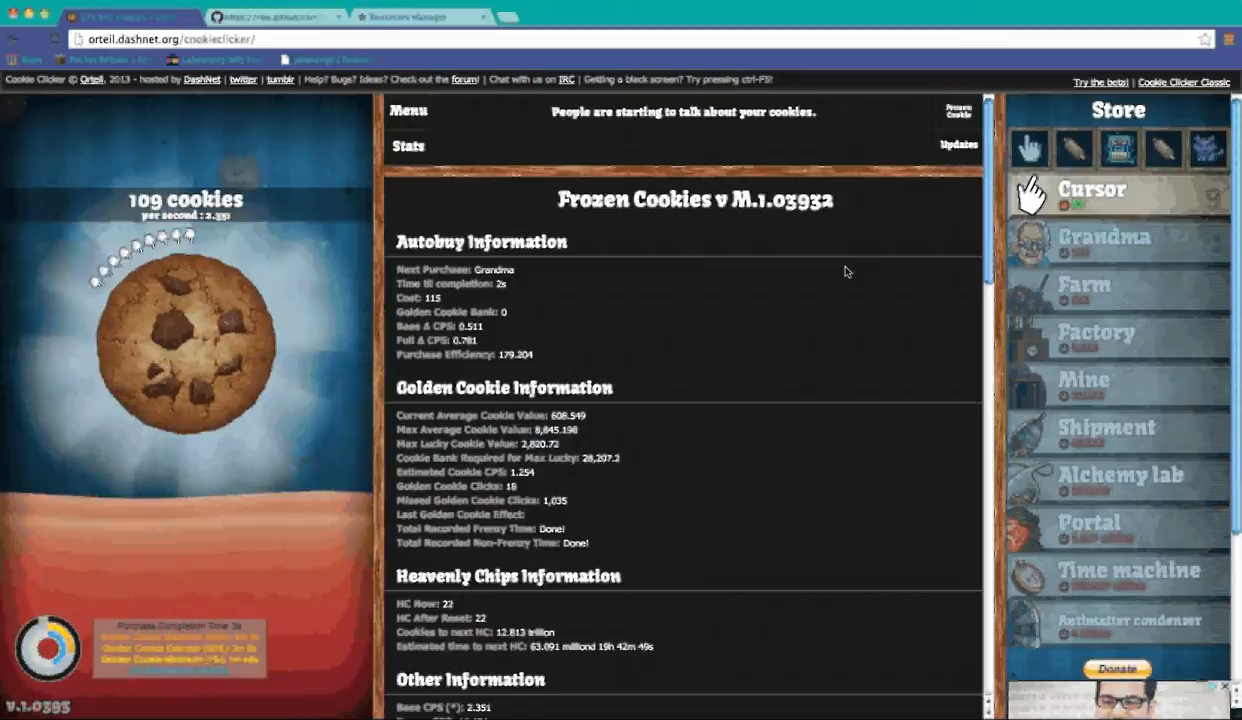 orteil.dashnet.org/cookieclicker/
Cookie Clicker © Orteil, 2013 - hosted by DashNet | twitter | tumblr | Help? Bugs? Ideas? Check out the forum! | Chat with us on IRC | Getting a black screen? Try pressing ctrl-F5!
Try the beta! | Cookie Clicker Classic
Menu
People are starting to talk about your cookies.
Frozen
Cookie
Stats
Updates
Store
109 cookies
per second : 2.351
Frozen Cookies v M.1.03932
Autobuy Information
Next Purchase: Grandma
Time til completion: 2s
Cost: 115
Golden Cookie Bank: 0
Base Δ CPS: 0.511
Full Δ CPS: 0.781
Purchase Efficiency: 179.204
Golden Cookie Information
Current Average Cookie Value: 608.549
Max Average Cookie Value: 8,845.198
Max Lucky Cookie Value: 2,820.72
Cookie Bank Required for Max Lucky: 28,207.2
Estimated Cookie CPS: 1.254
Golden Cookie Clicks: 18
Missed Golden Cookie Clicks: 1,035
Last Golden Cookie Effect:
Total Recorded Frenzy Time: Done!
Total Recorded Non-Frenzy Time: Done!
Heavenly Chips Information
HC Now: 22
HC After Reset: 22
Cookies to next HC: 12.813 trillion
Estimated time to next HC: 63.091 milliond 19h 42m 49s
Other Information
Base CPS (*): 2.351
Cursor
9
Grandma
Farm
Factory
Mine
Shipment
Alchemy lab
Portal
Time machine
Antimatter condenser
Donate
Purchase Completion Time: 2s
v.1.0393